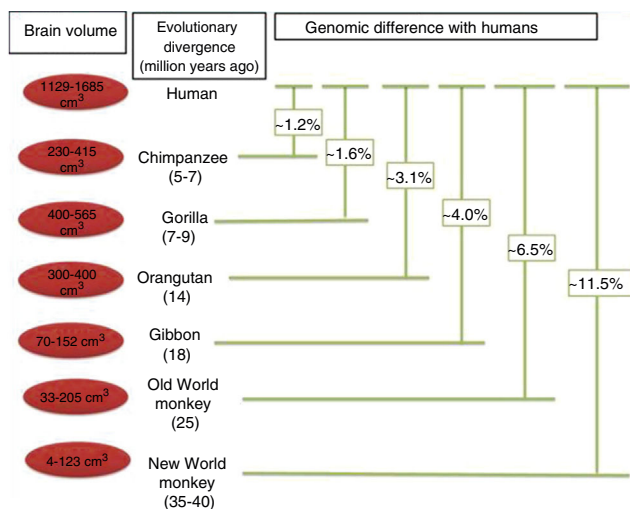 Brain volume
Evolutionary
divergence
(million years ago)
Genomic difference with humans
1129-1685
cm³
Human
~1.2%
230-415
cm³
Chimpanzee
(5-7)
~1.6%
~3.1%
400-565
cm³
Gorilla
(7-9)
~4.0%
~6.5%
300-400
cm³
Orangutan
(14)
~11.5%
70-152 cm³
Gibbon
(18)
33-205 cm³
Old World
monkey
(25)
4-123 cm³
New World
monkey
(35-40)